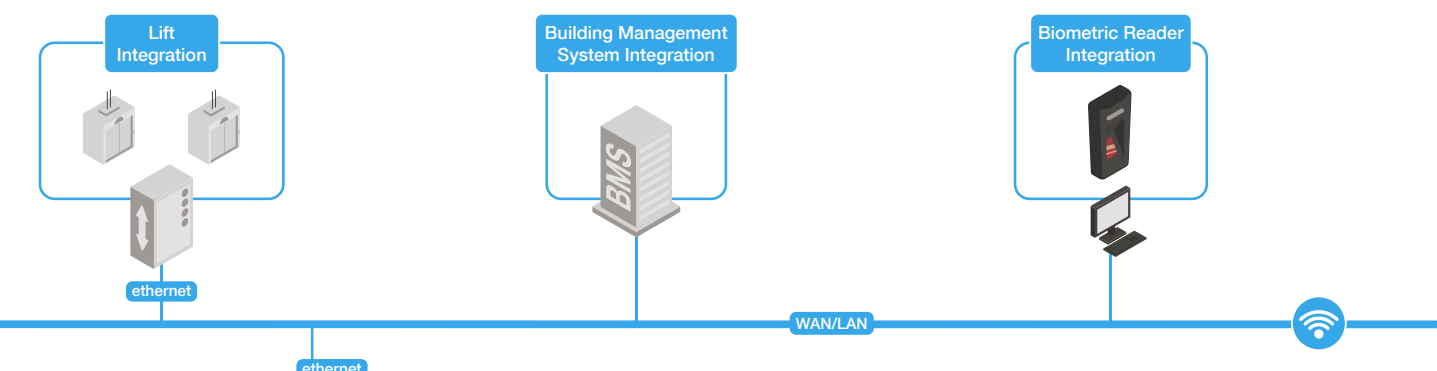 Lift
Integration
Building Management
System Integration
Biometric Reader
Integration
BMS
ethernet
WAN/LAN
ethernet